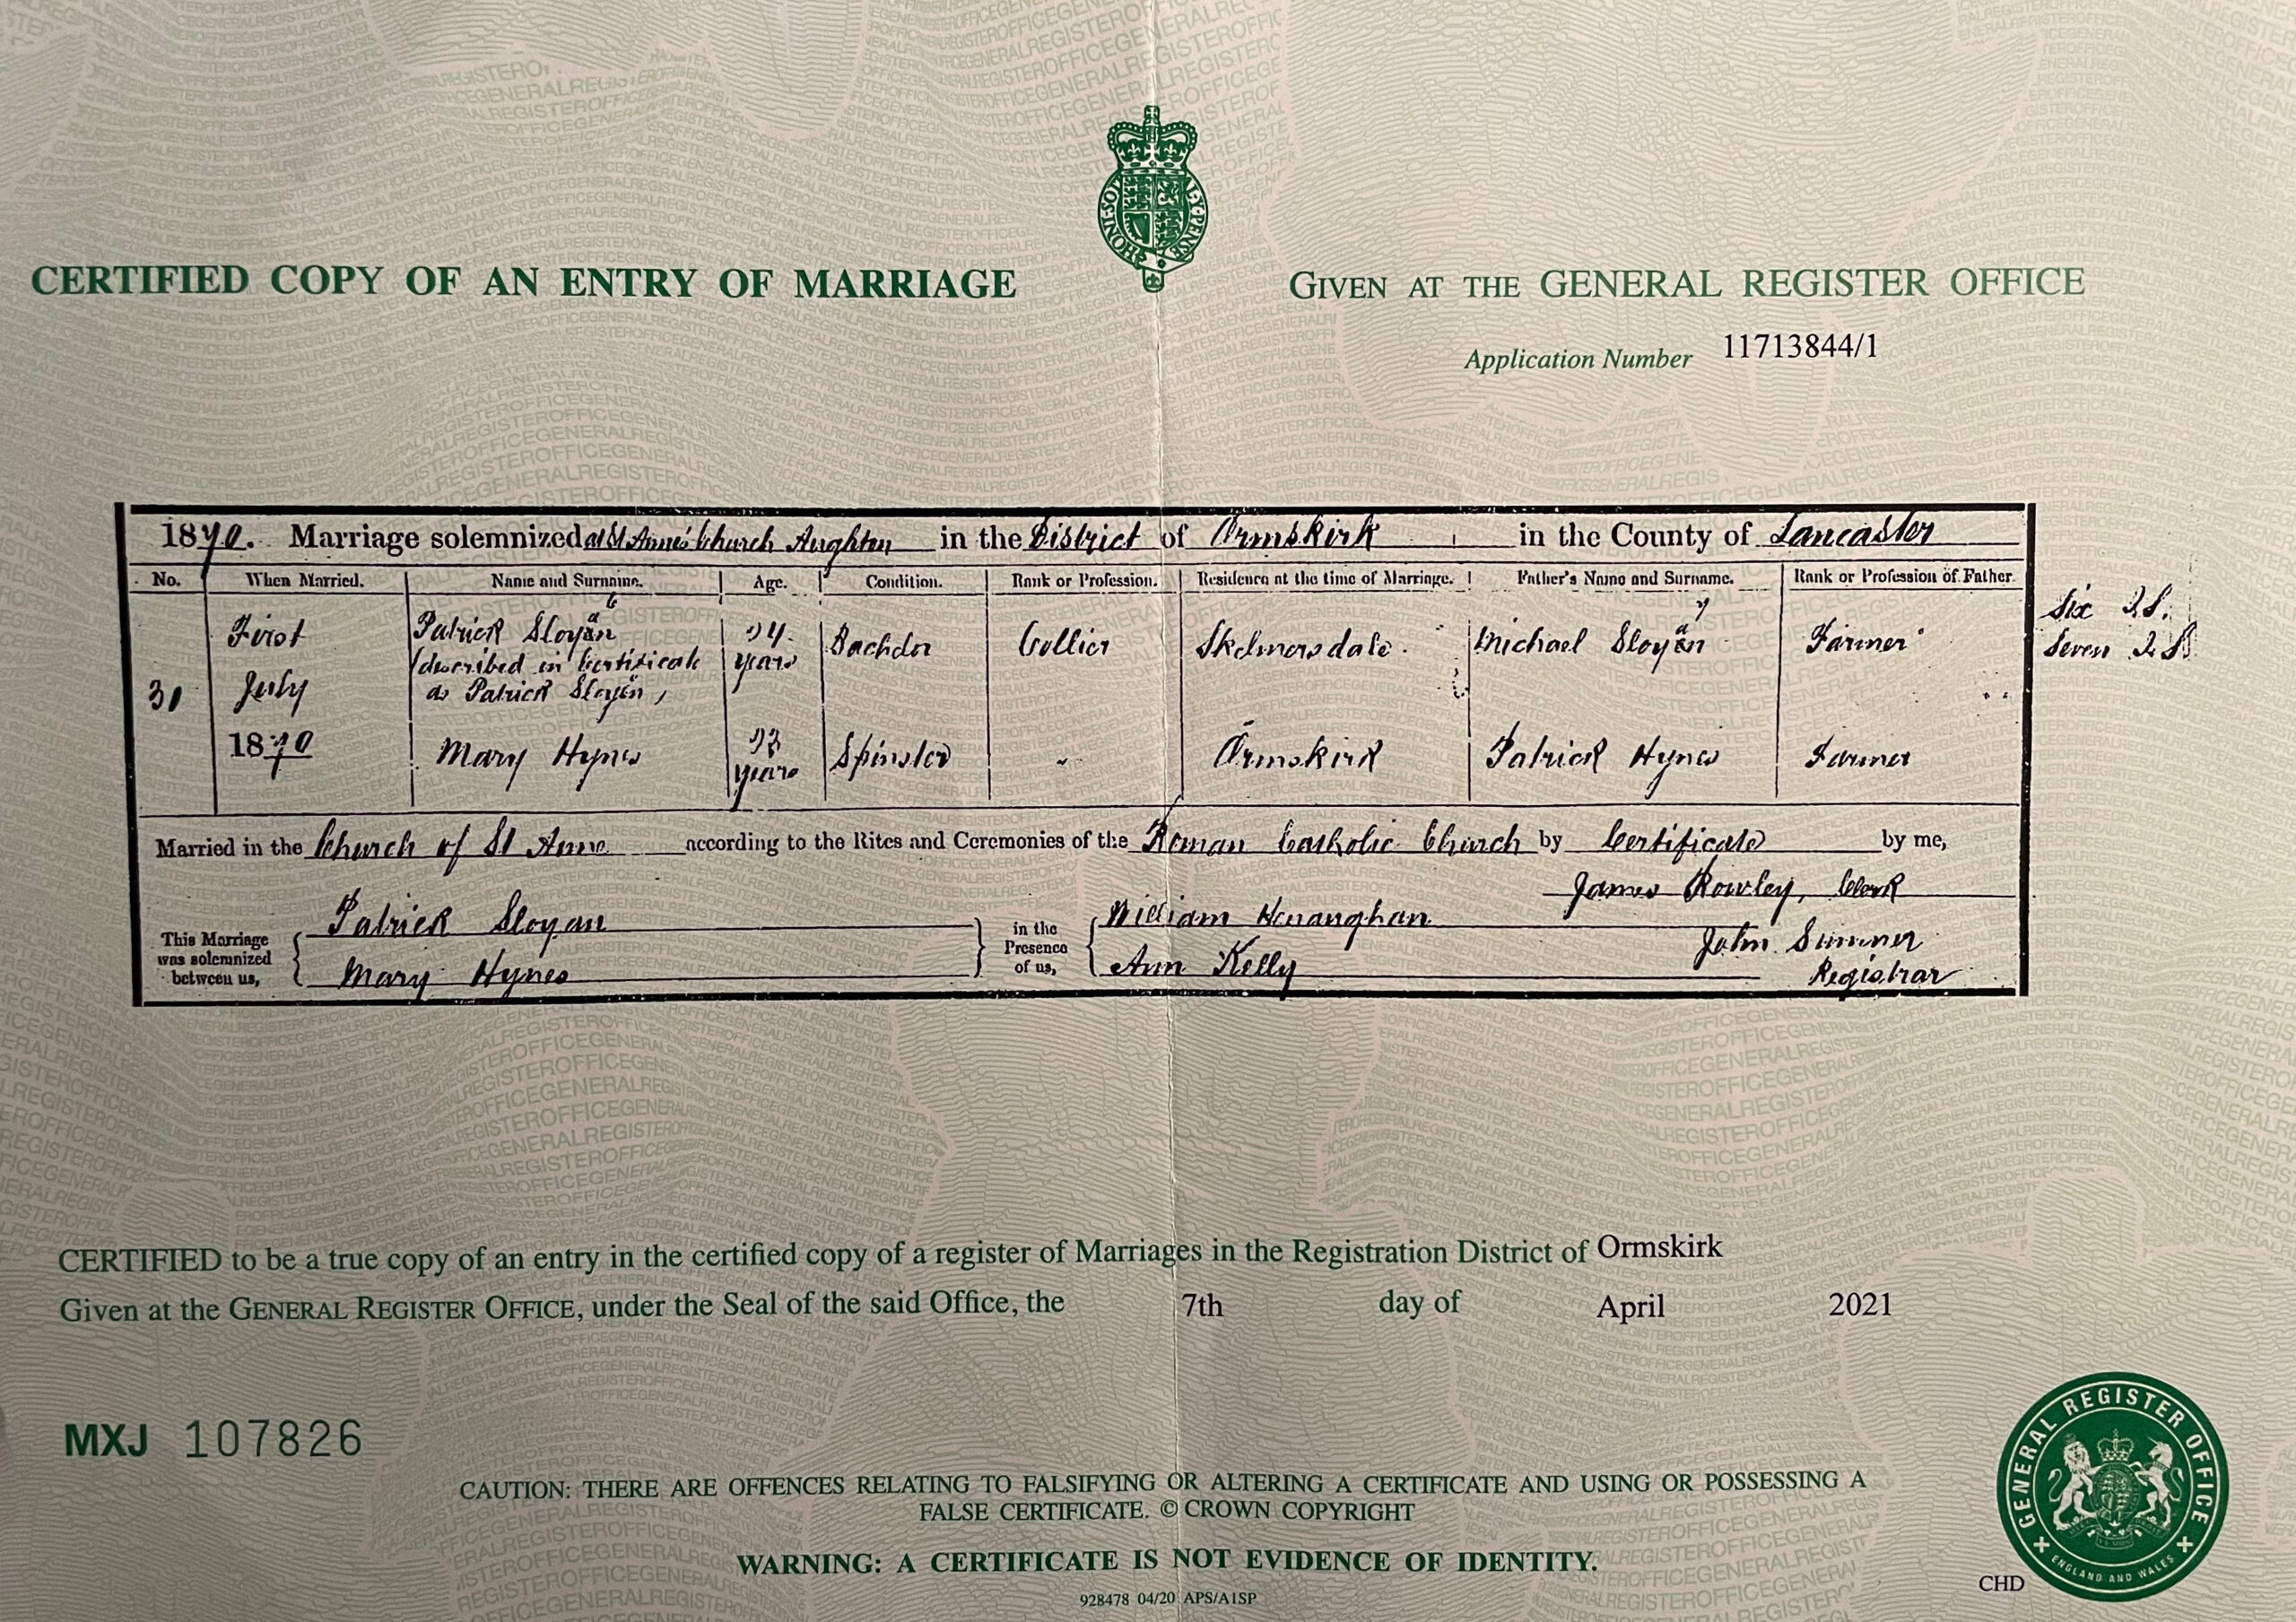 HONI SOIT QUI MAL Y PENSE
CERTIFIED COPY OF AN ENTRY OF MARRIAGE
GIVEN AT THE GENERAL REGISTER OFFICE
Application Number 11713844/1
1870. Marriage solemnized at St Anne's Church Aughton in the District of Ormskirk in the County of Lancaster
No. When Married. Name and Surname. Age. Condition. Rank or Profession. Residence at the time of Marriage. Father's Name and Surname. Rank or Profession of Father.
31 First July 1870
Patrick Sloyan (described in Certificate as Patrick Sloyan) 24 years Bachelor Collier Skelmersdale. Michael Sloyan Farmer
Mary Hynes 23 years Spinster Ormskirk Patrick Hynes Farmer
Six
Seven
Married in the Church of St Anne according to the Rites and Ceremonies of the Roman Catholic Church by Certificate by me,
James Rowley, Clerk
This Marriage was solemnized between us, Patrick Sloyan Mary Hynes
in the Presence of us, William Henanghan Ann Kelly
John Sumner
Registrar
CERTIFIED to be a true copy of an entry in the certified copy of a register of Marriages in the Registration District of Ormskirk
Given at the GENERAL REGISTER OFFICE, under the Seal of the said Office, the 7th day of April 2021
MXJ 107826
CAUTION: THERE ARE OFFENCES RELATING TO FALSIFYING OR ALTERING A CERTIFICATE AND USING OR POSSESSING A
FALSE CERTIFICATE. © CROWN COPYRIGHT
WARNING: A CERTIFICATE IS NOT EVIDENCE OF IDENTITY.
928478 04/20 APS/A1SP
CHD
GENERAL REGISTER OFFICE
ENGLAND AND WALES